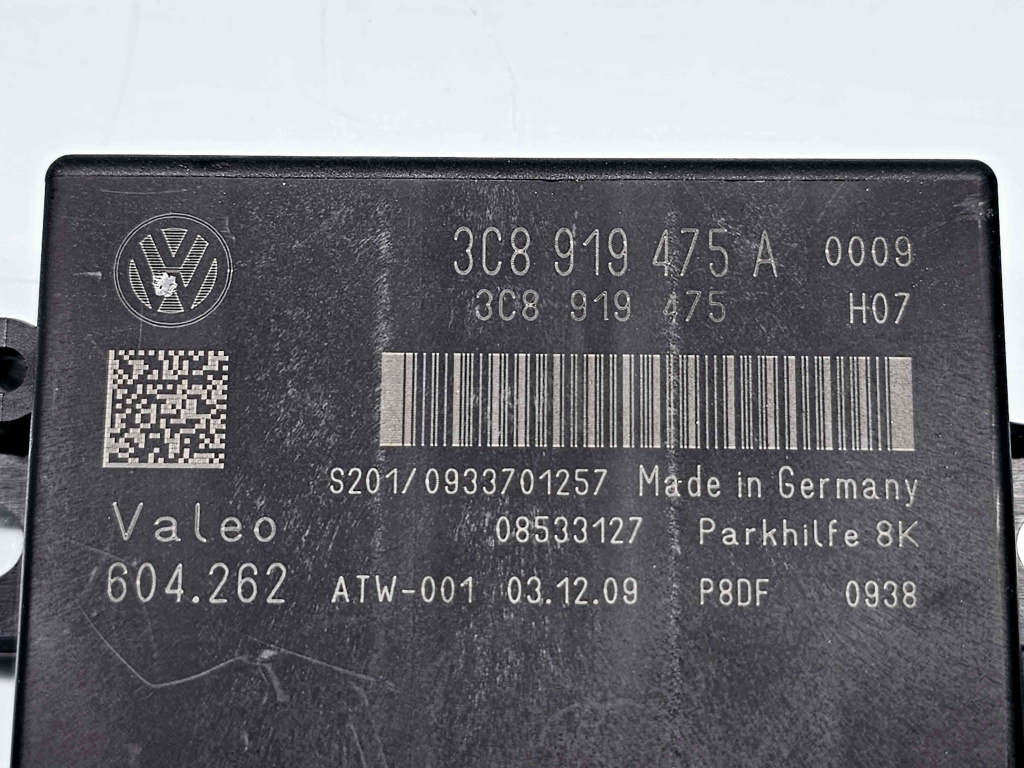 3C8 919 475 A 0009
3C8 919 475 H07
S201/0933701257 Made in Germany
Valeo 08533127 Parkhilfe 8K
604.262 ATW-001 03.12.09 P8DF 0938